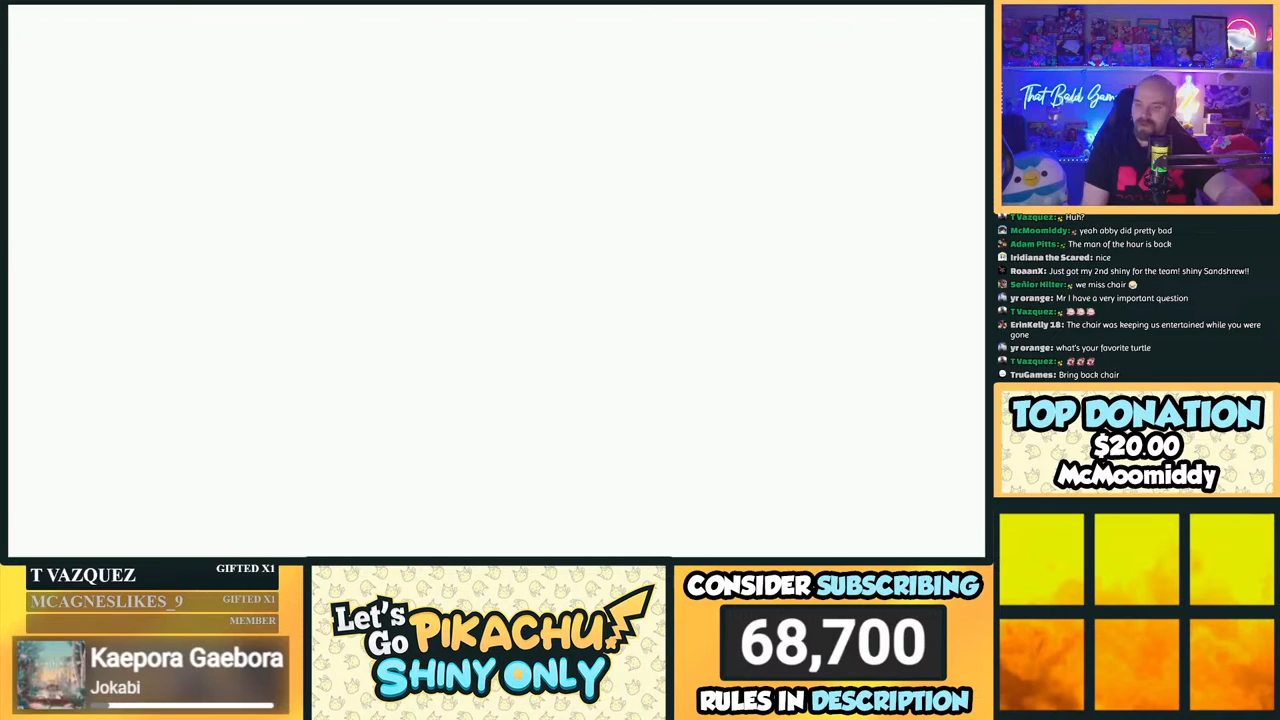 That Bald Gam
T Vazquez: Huh?
McMoomiddy: yeah abby did pretty bad
Adam Pitts: The man of the hour is back
Iridiana the Scared: nice
RoaanX: Just got my 2nd shiny for the team! shiny Sandshrew!!
Señior Hilter: we miss chair
yr orange: Mr I have a very important question
T Vazquez:
ErinKelly 18: The chair was keeping us entertained while you were
gone
yr orange: what's your favorite turtle
T Vazquez:
TruGames: Bring back chair
TOP DONATION
$20.00
McMoomiddy
T VAZQUEZ GIFTED X1
MCAGNESLIKES_9 GIFTED X1
MEMBER
Kaepora Gaebora
Jokabi
Let's
Go PIKACHU!
SHINY ONLY
CONSIDER SUBSCRIBING
68,700
RULES IN DESCRIPTION